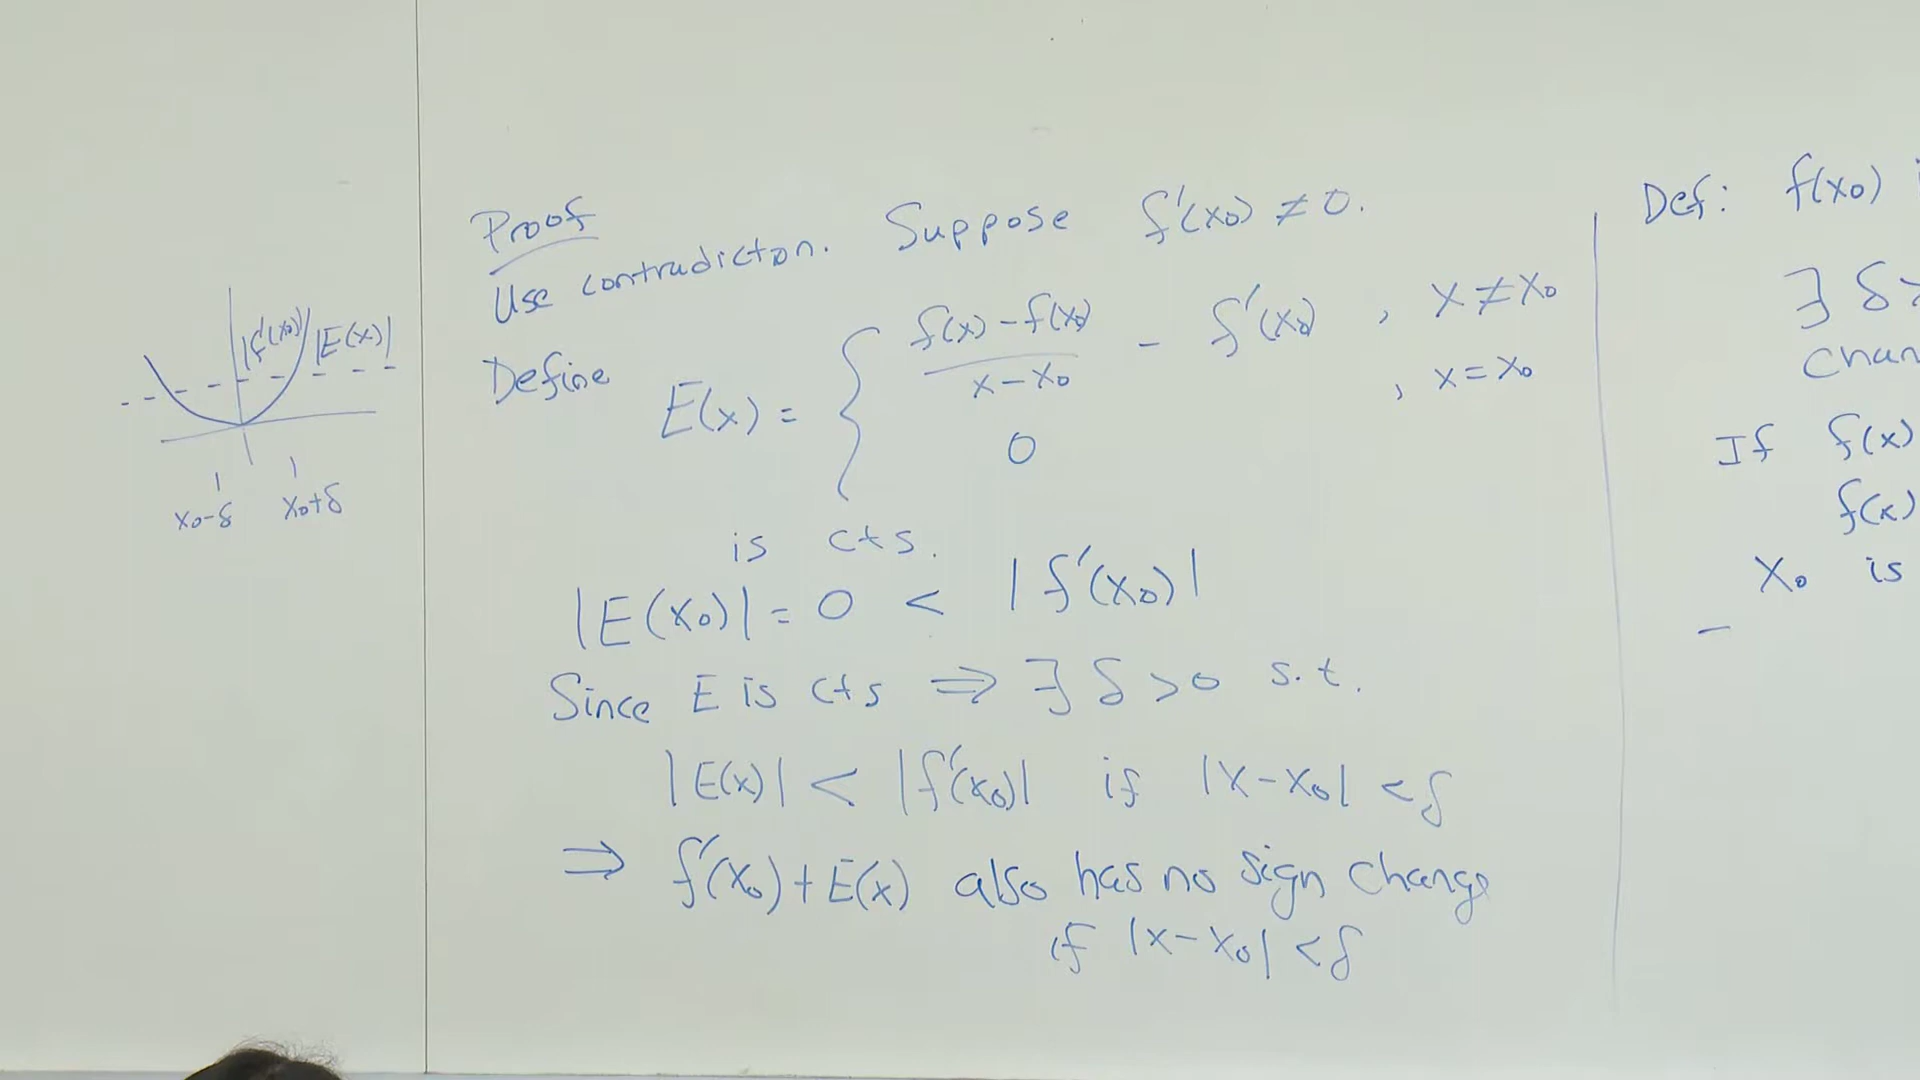 |f'(x₀)| |E(x)|
x₀-δ x₀+δ
Proof
Use contradicton. Suppose f'(x₀) ≠ 0.
Define E(x) = { (f(x) - f(x₀))/(x - x₀) - f'(x₀) , x ≠ x₀
0 , x = x₀
is cts.
|E(x₀)| = 0 < |f'(x₀)|
Since E is cts ⇒ ∃ δ > 0 s.t.
|E(x)| < |f'(x₀)| if |x - x₀| < δ
⇒ f'(x₀) + E(x) also has no sign change
if |x - x₀| < δ
Def: f(x₀)
∃ δ >
If f(x)
f(x)
x₀ is